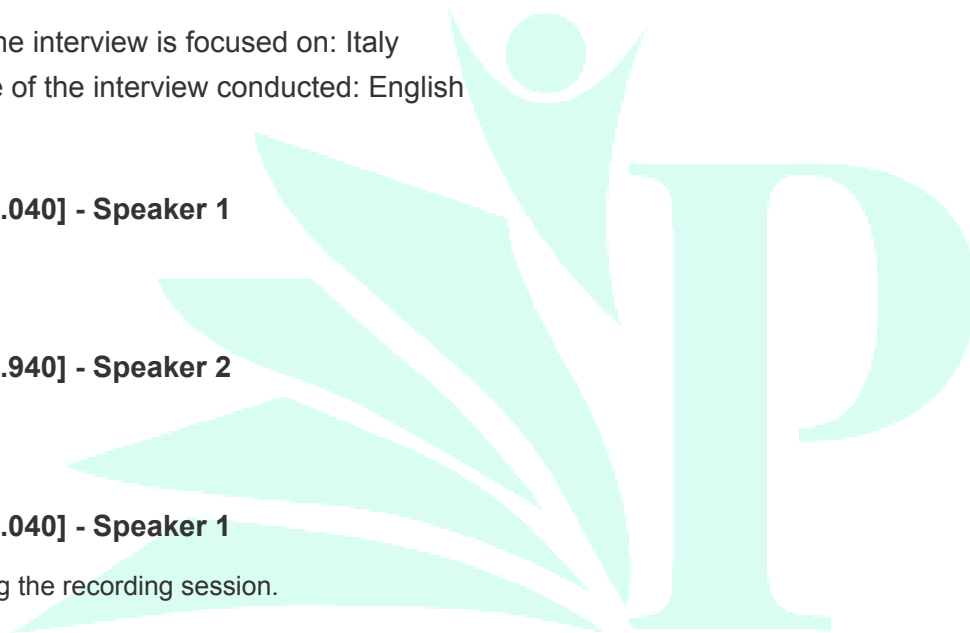 ne interview is focused on: Italy
e of the interview conducted: English
.040] - Speaker 1
.940] - Speaker 2
.040] - Speaker 1
g the recording session.
P